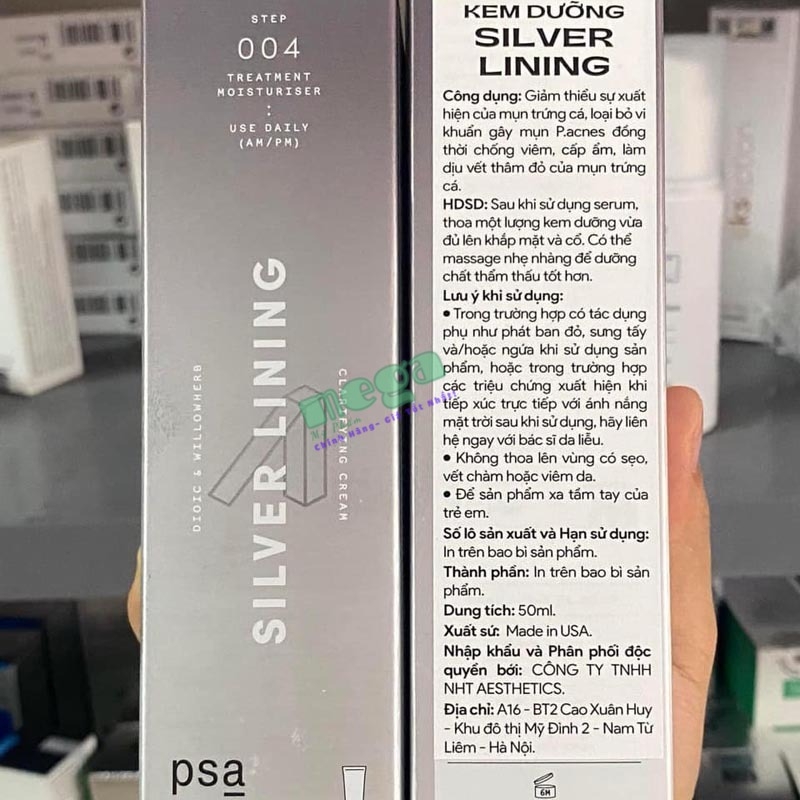 STEP
004
TREATMENT
MOISTURISER
:
USE DAILY
(AM/PM)
SILVER LINING
DIOIC & WILLOWHERB
CLARIFYING CREAM
psa
KEM DƯỠNG
SILVER
LINING
Công dụng: Giảm thiểu sự xuất
hiện của mụn trứng cá, loại bỏ vi
khuẩn gây mụn P.acnes đồng
thời chống viêm, cấp ẩm, làm
dịu vết thâm đỏ của mụn trứng
cá.
HDSD: Sau khi sử dụng serum,
thoa một lượng kem dưỡng vừa
đủ lên khắp mặt và cổ. Có thể
massage nhẹ nhàng để dưỡng
chất thẩm thấu tốt hơn.
Lưu ý khi sử dụng:
• Trong trường hợp có tác dụng
phụ như phát ban đỏ, sưng tấy
và/hoặc ngứa khi sử dụng sản
phẩm, hoặc trong trường hợp
các triệu chứng xuất hiện khi
tiếp xúc trực tiếp với ánh nắng
mặt trời sau khi sử dụng, hãy liên
hệ ngay với bác sĩ da liễu.
• Không thoa lên vùng có sẹo,
vết chàm hoặc viêm da.
• Để sản phẩm xa tầm tay của
trẻ em.
Số lô sản xuất và Hạn sử dụng:
In trên bao bì sản phẩm.
Thành phần: In trên bao bì sản
phẩm.
Dung tích: 50ml.
Xuất sứ: Made in USA.
Nhập khẩu và Phân phối độc
quyền bởi: CÔNG TY TNHH
NHT AESTHETICS.
Địa chỉ: A16 - BT2 Cao Xuân Huy
- Khu đô thị Mỹ Đình 2 - Nam Từ
Liêm - Hà Nội.
6M
mega
Chính Hãng- Giá Tốt Nhất!